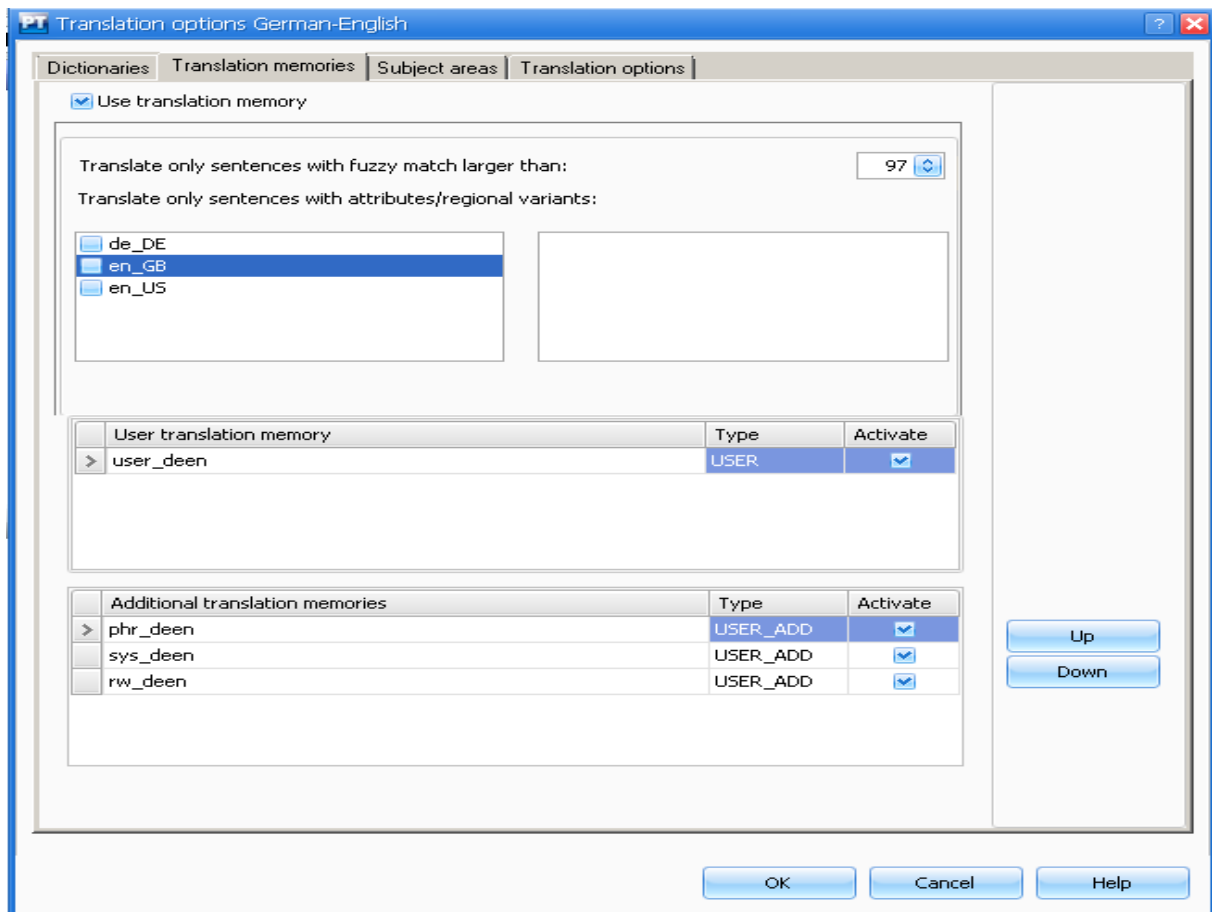 PT Translation options German-English
?
Dictionaries Translation memories Subject areas Translation options
Use translation memory
Translate only sentences with fuzzy match larger than: 97
Translate only sentences with attributes/regional variants:
de_DE
en_GB
en_US
User translation memory Type Activate
> user_deen USER
Additional translation memories Type Activate
> phr_deen USER_ADD
sys_deen USER_ADD
rw_deen USER_ADD
Up
Down
OK Cancel Help